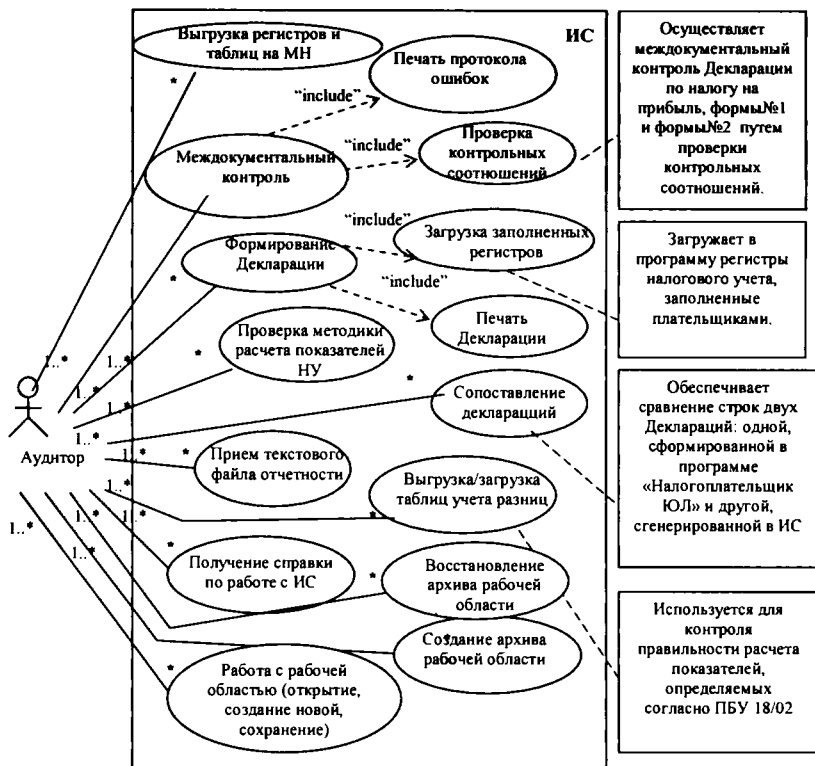 Выгрузка регистров и
таблиц на МН
ИС
*
Печать протокола
ошибок
“include”
Междокументальный
контроль
“include”
Проверка
контрольных
соотношений
*
“include”
Формирование
Декларации
Загрузка заполненных
регистров
*
“include”
Печать
Декларации
Проверка методики
расчета показателей
НУ
*
1..*
1..*
1..*
1..*
1..*
*
Сопоставление
деклараций
Аудитор
1..*
1..*
*
*
Прием текстового
файла отчетности
1..*
Выгрузка/загрузка
таблиц учета разниц
*
1..*
1..*
1..*
1..*
*
Получение справки
по работе с ИС
*
Восстановление
архива рабочей
области
*
Создание архива
рабочей области
*
Работа с рабочей
областью (открытие,
создание новой,
сохранение)
Осуществляет
междокументальный
контроль Декларации
по налогу на
прибыль, формы№1
и формы№2 путем
проверки
контрольных
соотношений.
Загружает в
программу регистры
налогового учета,
заполненные
плательщиками.
Обеспечивает
сравнение строк двух
Деклараций: одной,
сформированной в
программе
«Налогоплательщик
ЮЛ» и другой,
сгенерированной в ИС
Используется для
контроля
правильности расчета
показателей,
определяемых
согласно ПБУ 18/02